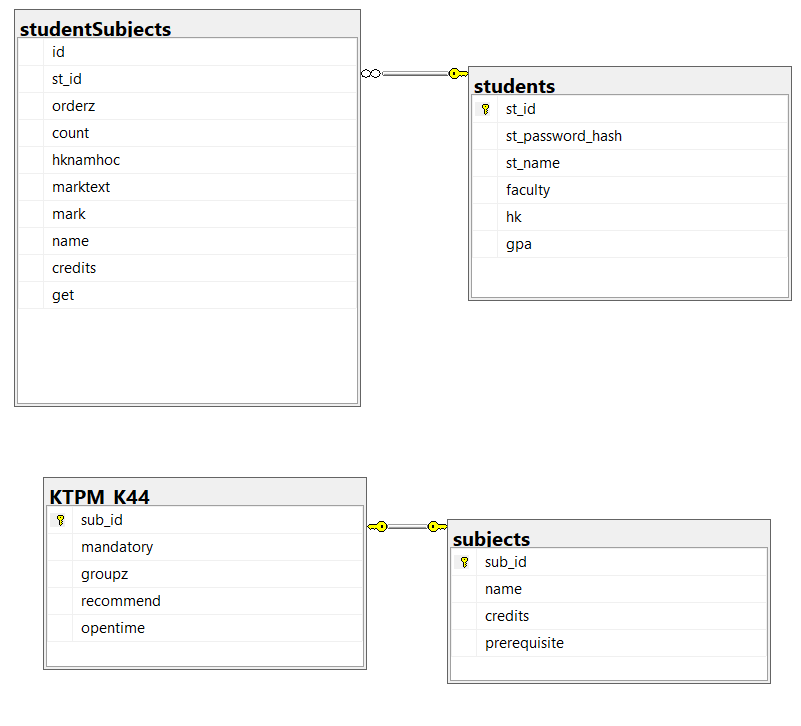 studentSubjects
id
st_id
orderz
count
hknamhoc
marktext
mark
name
credits
get
students
st_id
st_password_hash
st_name
faculty
hk
gpa
KTPM_K44
sub_id
mandatory
groupz
recommend
opentime
subjects
sub_id
name
credits
prerequisite